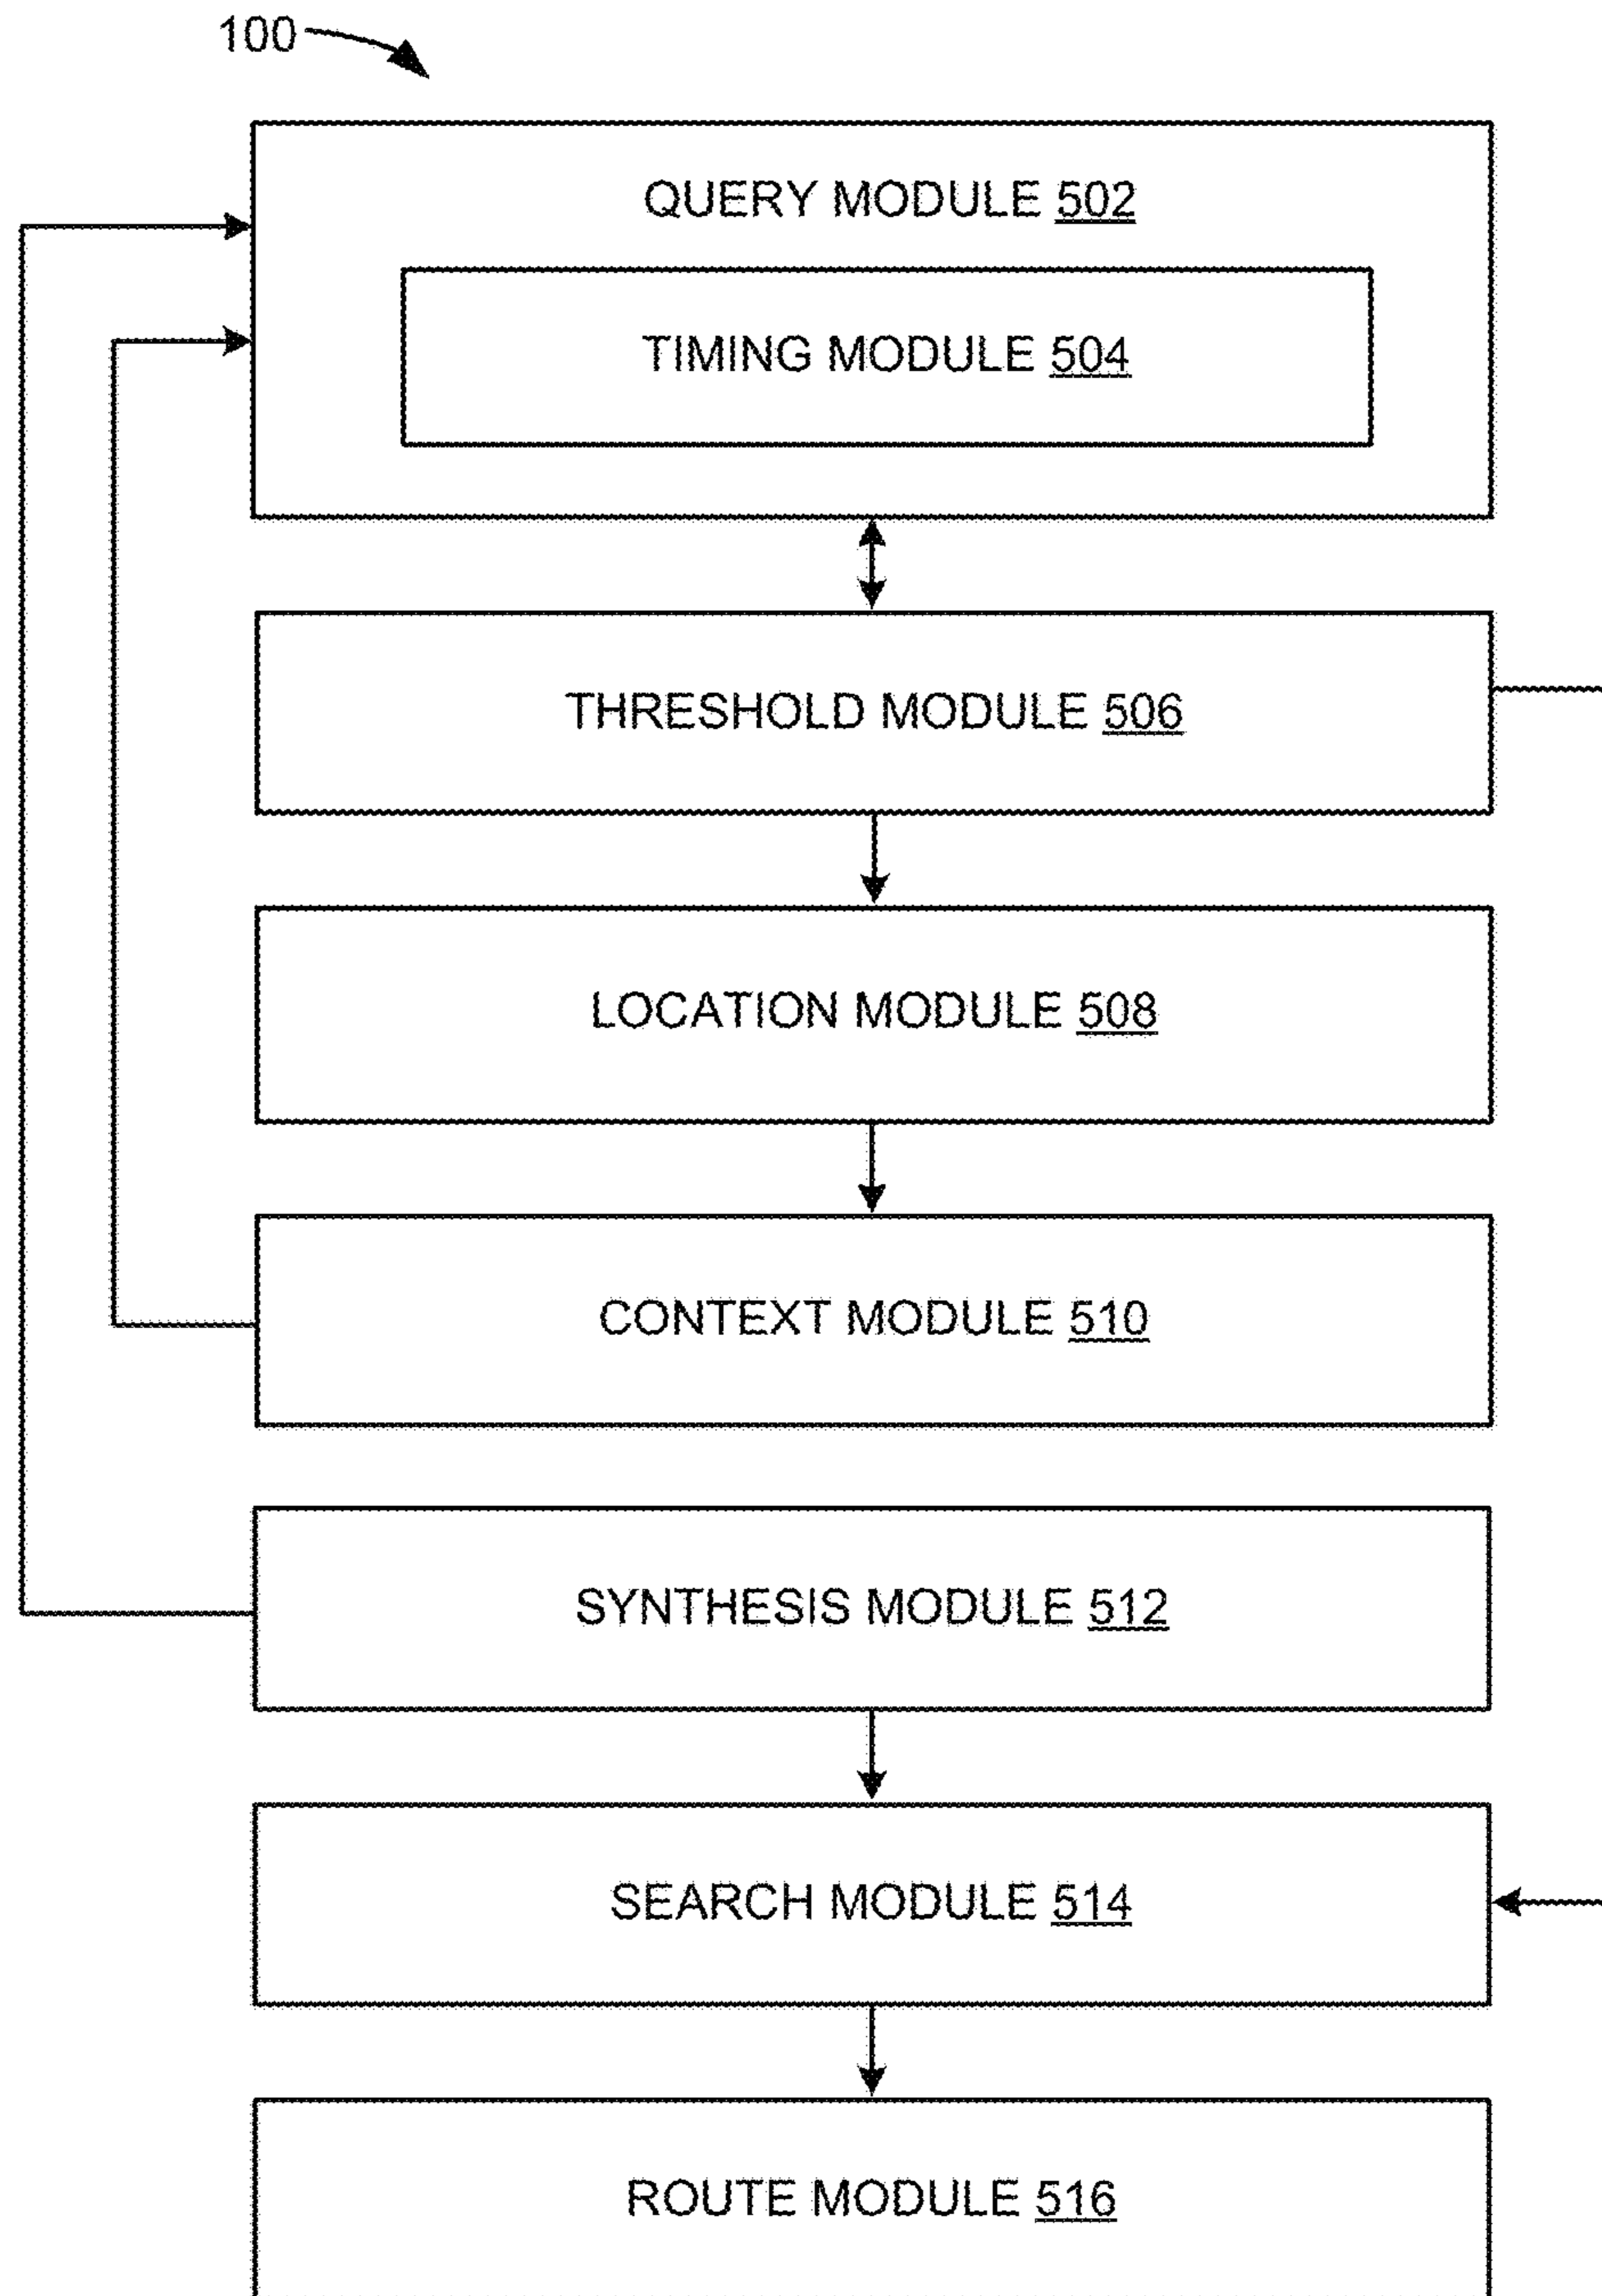 100
QUERY MODULE 502
TIMING MODULE 504
THRESHOLD MODULE 506
LOCATION MODULE 508
CONTEXT MODULE 510
SYNTHESIS MODULE 512
SEARCH MODULE 514
ROUTE MODULE 516